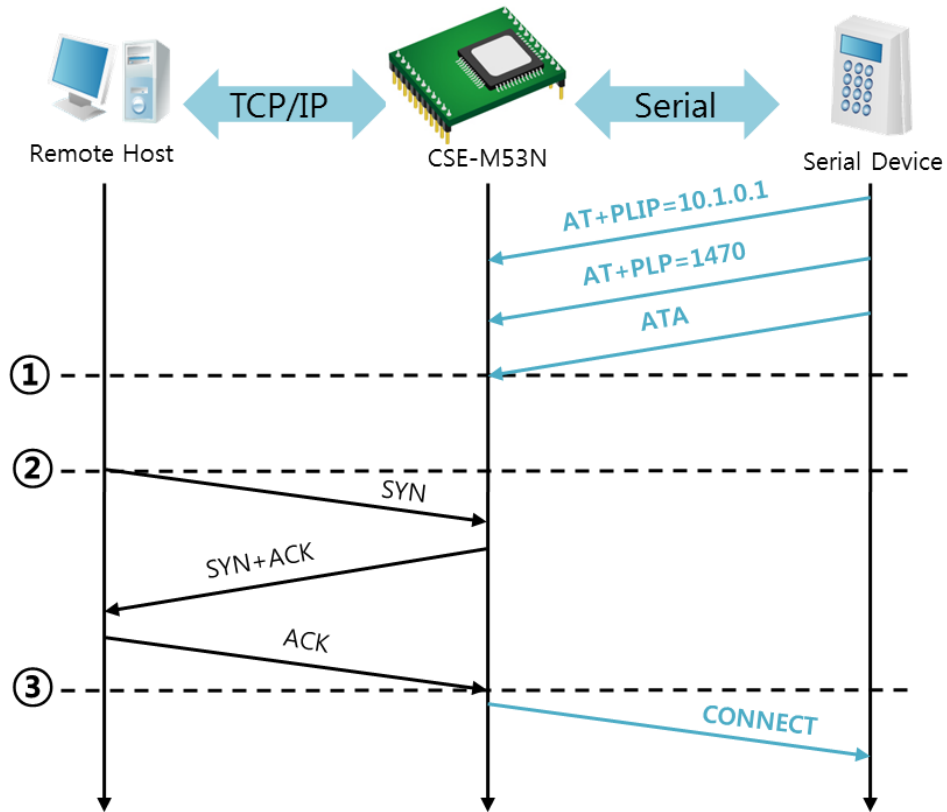 TCP/IP
Serial
Remote Host
CSE-M53N
Serial Device
AT+PLIP=10.1.0.1
AT+PLP=1470
ATA
①
②
SYN
SYN+ACK
ACK
③
CONNECT